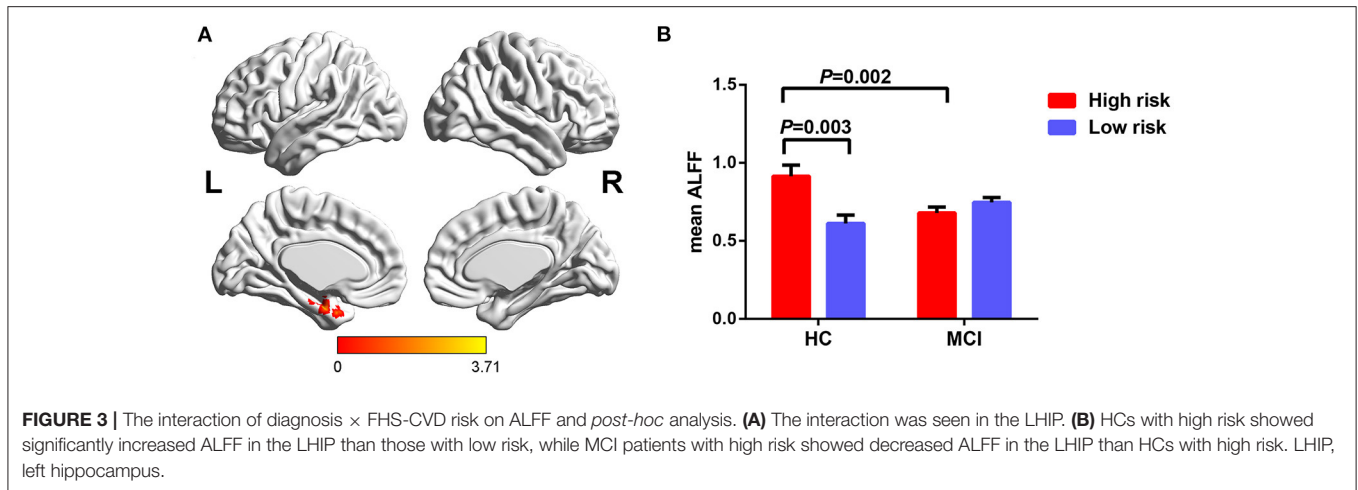 A
B
L
R
0
3.71
1.5
1.0
0.5
0.0
mean ALFF
P=0.002
P=0.003
HC
MCI
High risk
Low risk
FIGURE 3 | The interaction of diagnosis × FHS-CVD risk on ALFF and post-hoc analysis. (A) The interaction was seen in the LHIP. (B) HCs with high risk showed
significantly increased ALFF in the LHIP than those with low risk, while MCI patients with high risk showed decreased ALFF in the LHIP than HCs with high risk. LHIP,
left hippocampus.